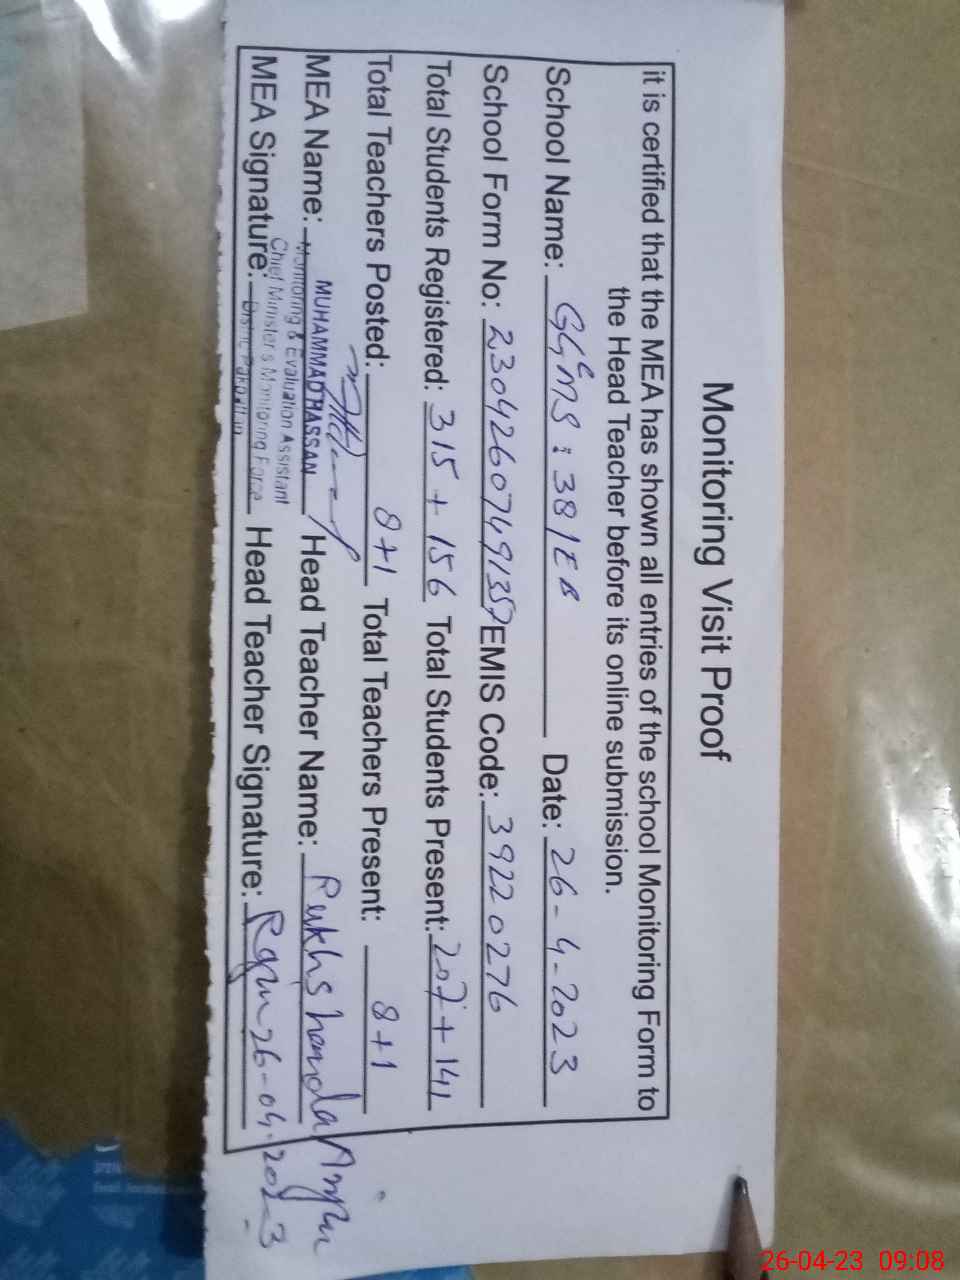 Monitoring Visit Proof
it is certified that the MEA has shown all entries of the school Monitoring Form to
the Head Teacher before its online submission.
School Name: GGCMS : 38/EB Date: 26-4-2023
School Form No: 23042607491357 EMIS Code: 39220276
Total Students Registered: 315 + 156 Total Students Present: 207 + 141
Total Teachers Posted: 8+1 Total Teachers Present: 8+1
MEA Name: MUHAMMAD HASSAN Head Teacher Name: Rukhshanda
Monitoring & Evaluation Assistant
Chief Minister's Monitoring Force
MEA Signature: District Pakpattan Head Teacher Signature: 26-04-2023
26-04-23 09:08